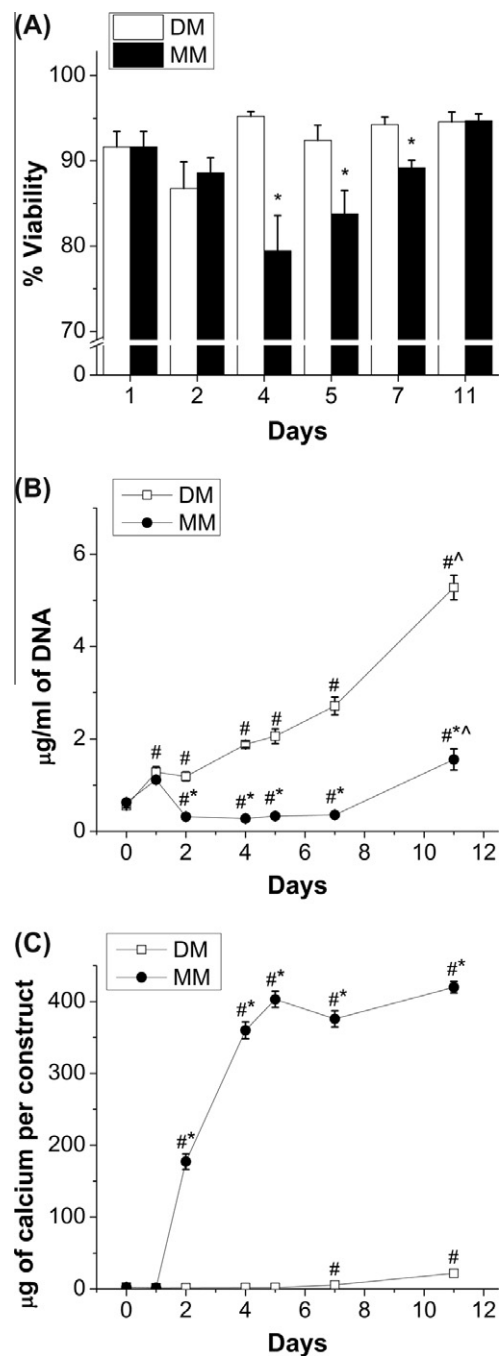 (A)
DM
MM
100
90
80
70
0
% Viability
* * *
1 2 4 5 7 11
Days
(B)
DM
MM
6
4
2
0
µg/ml of DNA
# # # # # #^
#* #* #* #* #*^
0 2 4 6 8 10 12
Days
(C)
DM
MM
400
300
200
100
0
µg of calcium per construct
#* #* #* #* #*
# #
0 2 4 6 8 10 12
Days